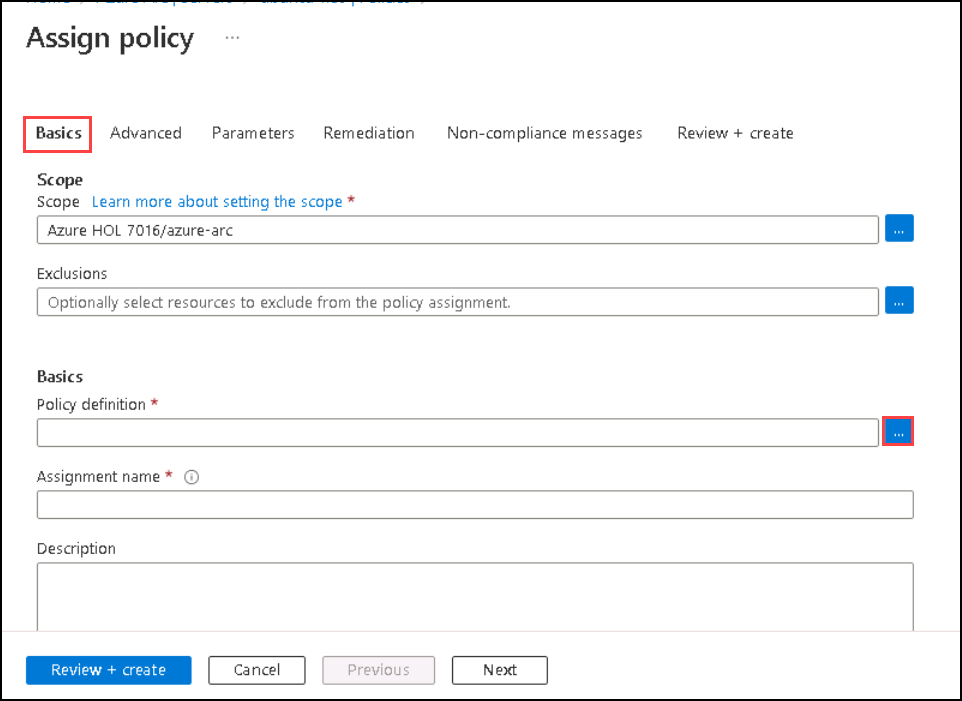 Assign policy ...
Basics Advanced Parameters Remediation Non-compliance messages Review + create
Scope
Scope Learn more about setting the scope *
Azure HOL 7016/azure-arc ...
Exclusions
Optionally select resources to exclude from the policy assignment. ...
Basics
Policy definition *
...
Assignment name *
Description
Review + create Cancel Previous Next